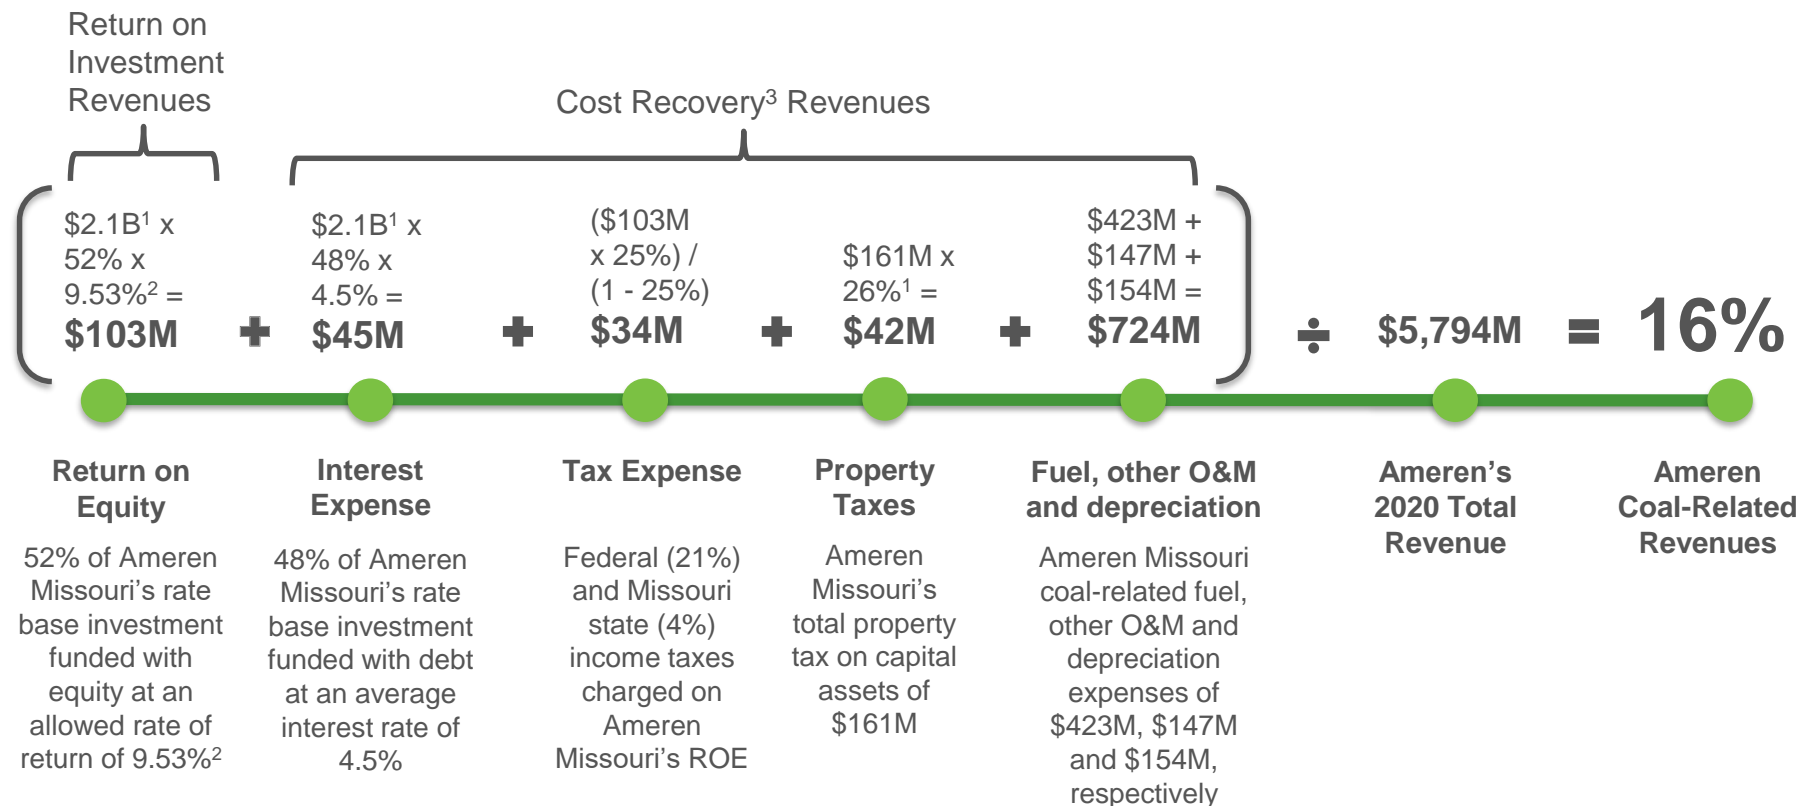 Return on
Investment
Revenues
Cost Recovery³ Revenues
$2.1B¹ x
52% x
9.53%² =
$103M
+
$2.1B¹ x
48% x
4.5% =
$45M
+
($103M
x 25%) /
(1 - 25%)
$34M
+
$161M x
26%¹ =
$42M
+
$423M +
$147M +
$154M =
$724M
÷
$5,794M
=
16%
Return on
Equity
52% of Ameren
Missouri’s rate
base investment
funded with
equity at an
allowed rate of
return of 9.53%²
Interest
Expense
48% of Ameren
Missouri’s rate
base investment
funded with debt
at an average
interest rate of
4.5%
Tax Expense
Federal (21%)
and Missouri
state (4%)
income taxes
charged on
Ameren
Missouri’s ROE
Property
Taxes
Ameren
Missouri’s
total property
tax on capital
assets of
$161M
Fuel, other O&M
and depreciation
Ameren Missouri
coal-related fuel,
other O&M and
depreciation
expenses of
$423M, $147M
and $154M,
respectively
Ameren’s
2020 Total
Revenue
Ameren
Coal-Related
Revenues